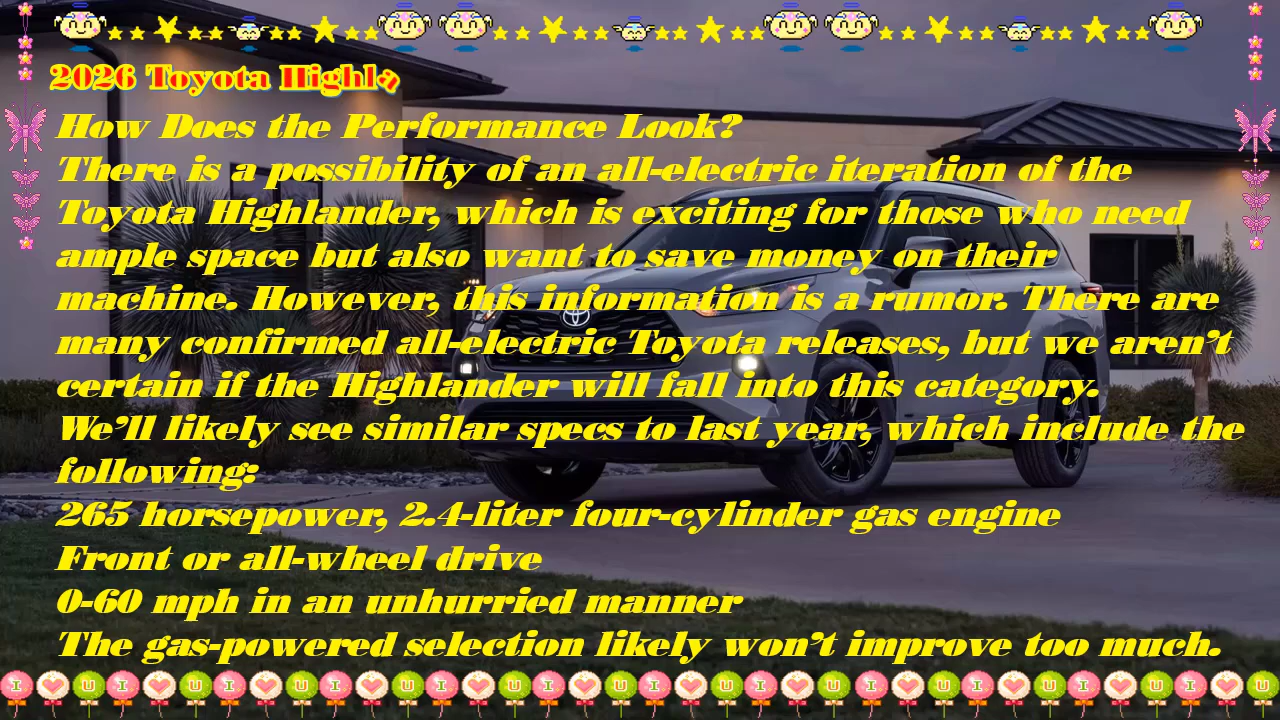 2026 Toyota Highla
How Does the Performance Look?
There is a possibility of an all-electric iteration of the
Toyota Highlander, which is exciting for those who need
ample space but also want to save money on their
machine. However, this information is a rumor. There are
many confirmed all-electric Toyota releases, but we aren't
certain if the Highlander will fall into this category.
We'll likely see similar specs to last year, which include the
following:
265 horsepower, 2.4-liter four-cylinder gas engine
Front or all-wheel drive
0-60 mph in an unhurried manner
The gas-powered selection likely won't improve too much.
I U I U I U I U I U I U I U I U I U I U I U I U